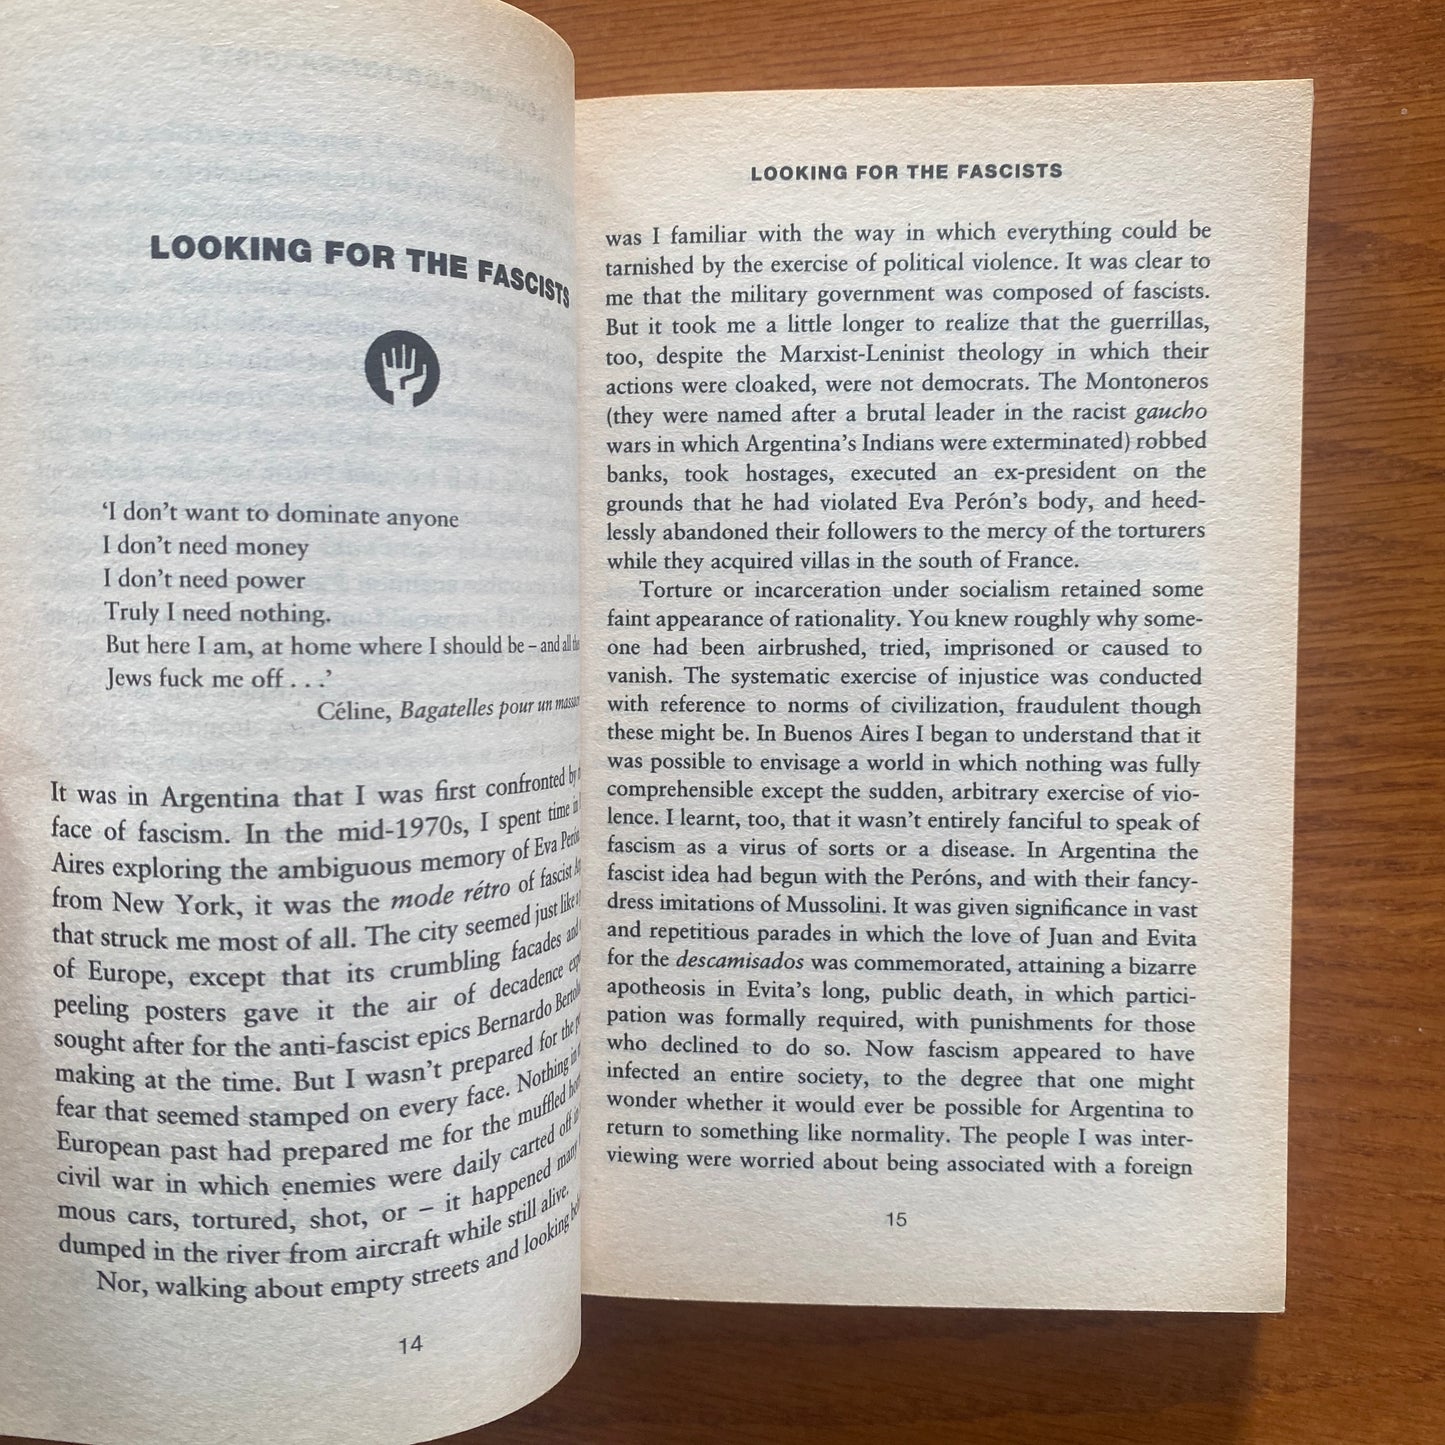 LOOKING FOR THE FASCISTS
‘I don’t want to dominate anyone
I don’t need money
I don’t need power
Truly I need nothing.
But here I am, at home where I should be – and all the
Jews fuck me off . . .’
Céline, Bagatelles pour un
It was in Argentina that I was first confronted by
face of fascism. In the mid-1970s, I spent time in
Aires exploring the ambiguous memory of Eva
from New York, it was the mode rétro of fascist
that struck me most of all. The city seemed just like
of Europe, except that its crumbling facades and
peeling posters gave it the air of decadence
sought after for the anti-fascist epics Bernardo
making at the time. But I wasn’t prepared for the
fear that seemed stamped on every face. Nothing in
European past had prepared me for the muffled
civil war in which enemies were daily carted off in
mous cars, tortured, shot, or – it happened many
dumped in the river from aircraft while still alive.
Nor, walking about empty streets and looking
14
LOOKING FOR THE FASCISTS
was I familiar with the way in which everything could be
tarnished by the exercise of political violence. It was clear to
me that the military government was composed of fascists.
But it took me a little longer to realize that the guerrillas,
too, despite the Marxist-Leninist theology in which their
actions were cloaked, were not democrats. The Montoneros
(they were named after a brutal leader in the racist gaucho
wars in which Argentina’s Indians were exterminated) robbed
banks, took hostages, executed an ex-president on the
grounds that he had violated Eva Perón’s body, and heed-
lessly abandoned their followers to the mercy of the torturers
while they acquired villas in the south of France.
Torture or incarceration under socialism retained some
faint appearance of rationality. You knew roughly why some-
one had been airbrushed, tried, imprisoned or caused to
vanish. The systematic exercise of injustice was conducted
with reference to norms of civilization, fraudulent though
these might be. In Buenos Aires I began to understand that it
was possible to envisage a world in which nothing was fully
comprehensible except the sudden, arbitrary exercise of vio-
lence. I learnt, too, that it wasn’t entirely fanciful to speak of
fascism as a virus of sorts or a disease. In Argentina the
fascist idea had begun with the Peróns, and with their fancy-
dress imitations of Mussolini. It was given significance in vast
and repetitious parades in which the love of Juan and Evita
for the descamisados was commemorated, attaining a bizarre
apotheosis in Evita’s long, public death, in which partici-
pation was formally required, with punishments for those
who declined to do so. Now fascism appeared to have
infected an entire society, to the degree that one might
wonder whether it would ever be possible for Argentina to
return to something like normality. The people I was inter-
viewing were worried about being associated with a foreign
15